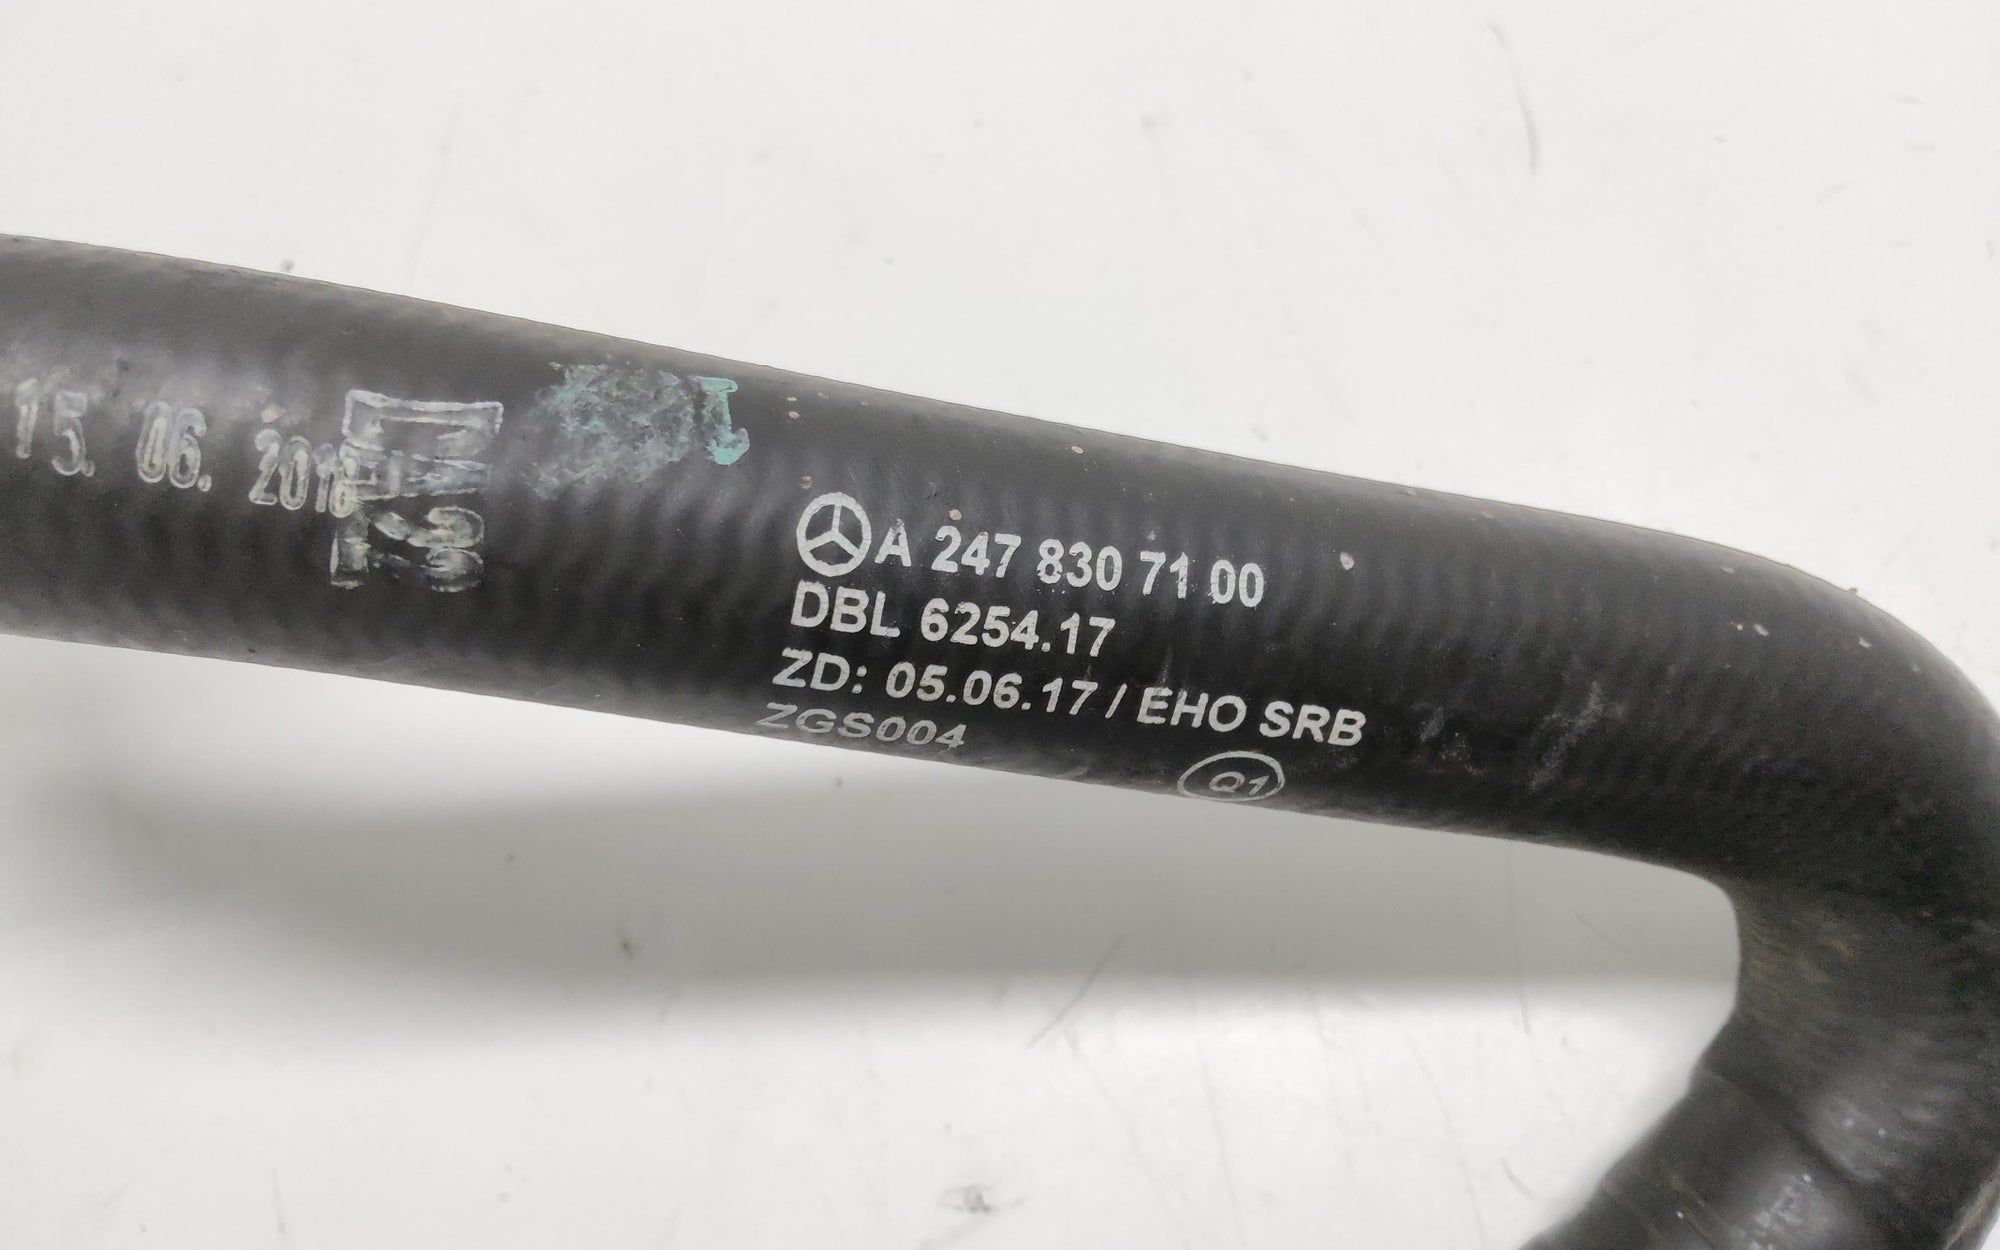 15. 06. 2018
A 247 830 71 00
DBL 6254.17
ZD: 05.06.17 / EHO SRB
ZGS004
Q1